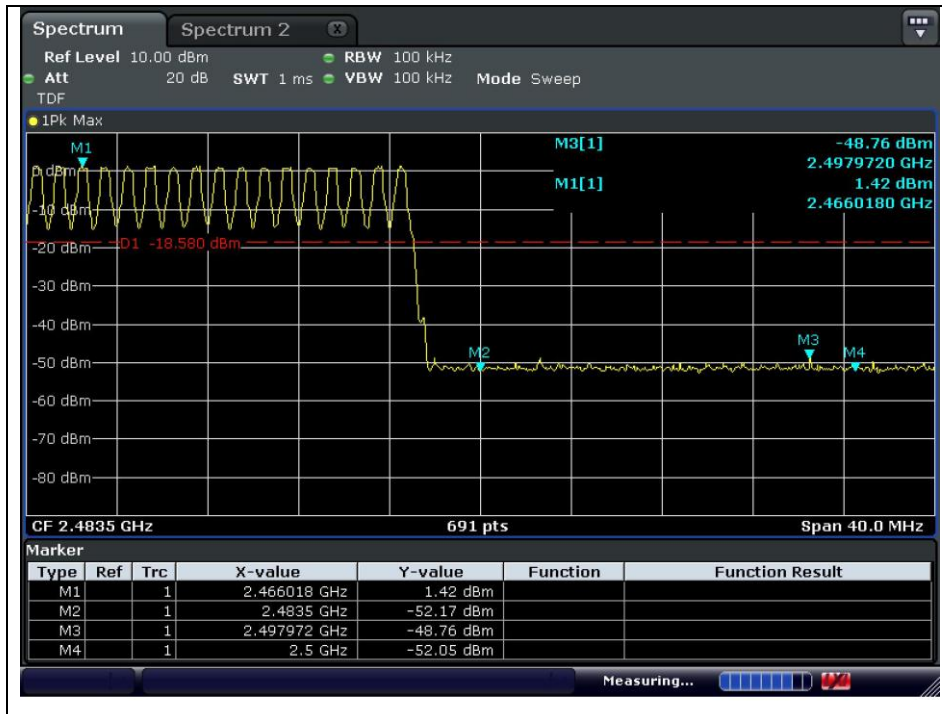 Spectrum Spectrum 2 X
Ref Level 10.00 dBm RBW 100 kHz
Att 20 dB SWT 1 ms VBW 100 kHz Mode Sweep
TDF
1Pk Max
M3[1] -48.76 dBm
2.4979720 GHz
M1[1] 1.42 dBm
2.4660180 GHz
M1
0 dBm
-10 dBm
D1 -18.580 dBm
-20 dBm
-30 dBm
-40 dBm
M2 M3 M4
-50 dBm
-60 dBm
-70 dBm
-80 dBm
CF 2.4835 GHz 691 pts Span 40.0 MHz
Marker
Type Ref Trc X-value Y-value Function Function Result
M1 1 2.466018 GHz 1.42 dBm
M2 1 2.4835 GHz -52.17 dBm
M3 1 2.497972 GHz -48.76 dBm
M4 1 2.5 GHz -52.05 dBm
Measuring...